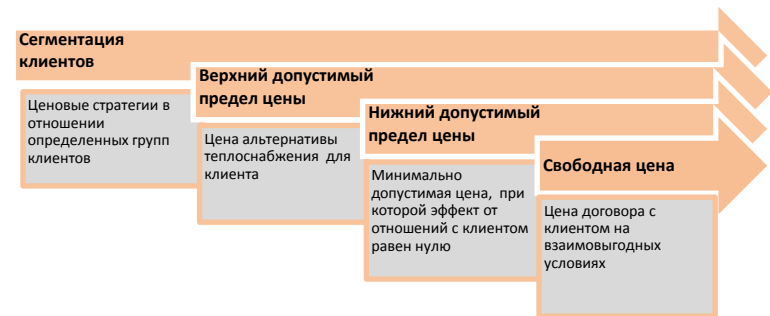 Сегментация
клиентов
Ценовые стратегии в
отношении
определенных групп
клиентов
Верхний допустимый
предел цены
Цена альтернативы
теплоснабжения для
клиента
Нижний допустимый
предел цены
Минимально
допустимая цена, при
которой эффект от
отношений с клиентом
равен нулю
Свободная цена
Цена договора с
клиентом на
взаимовыгодных
условиях